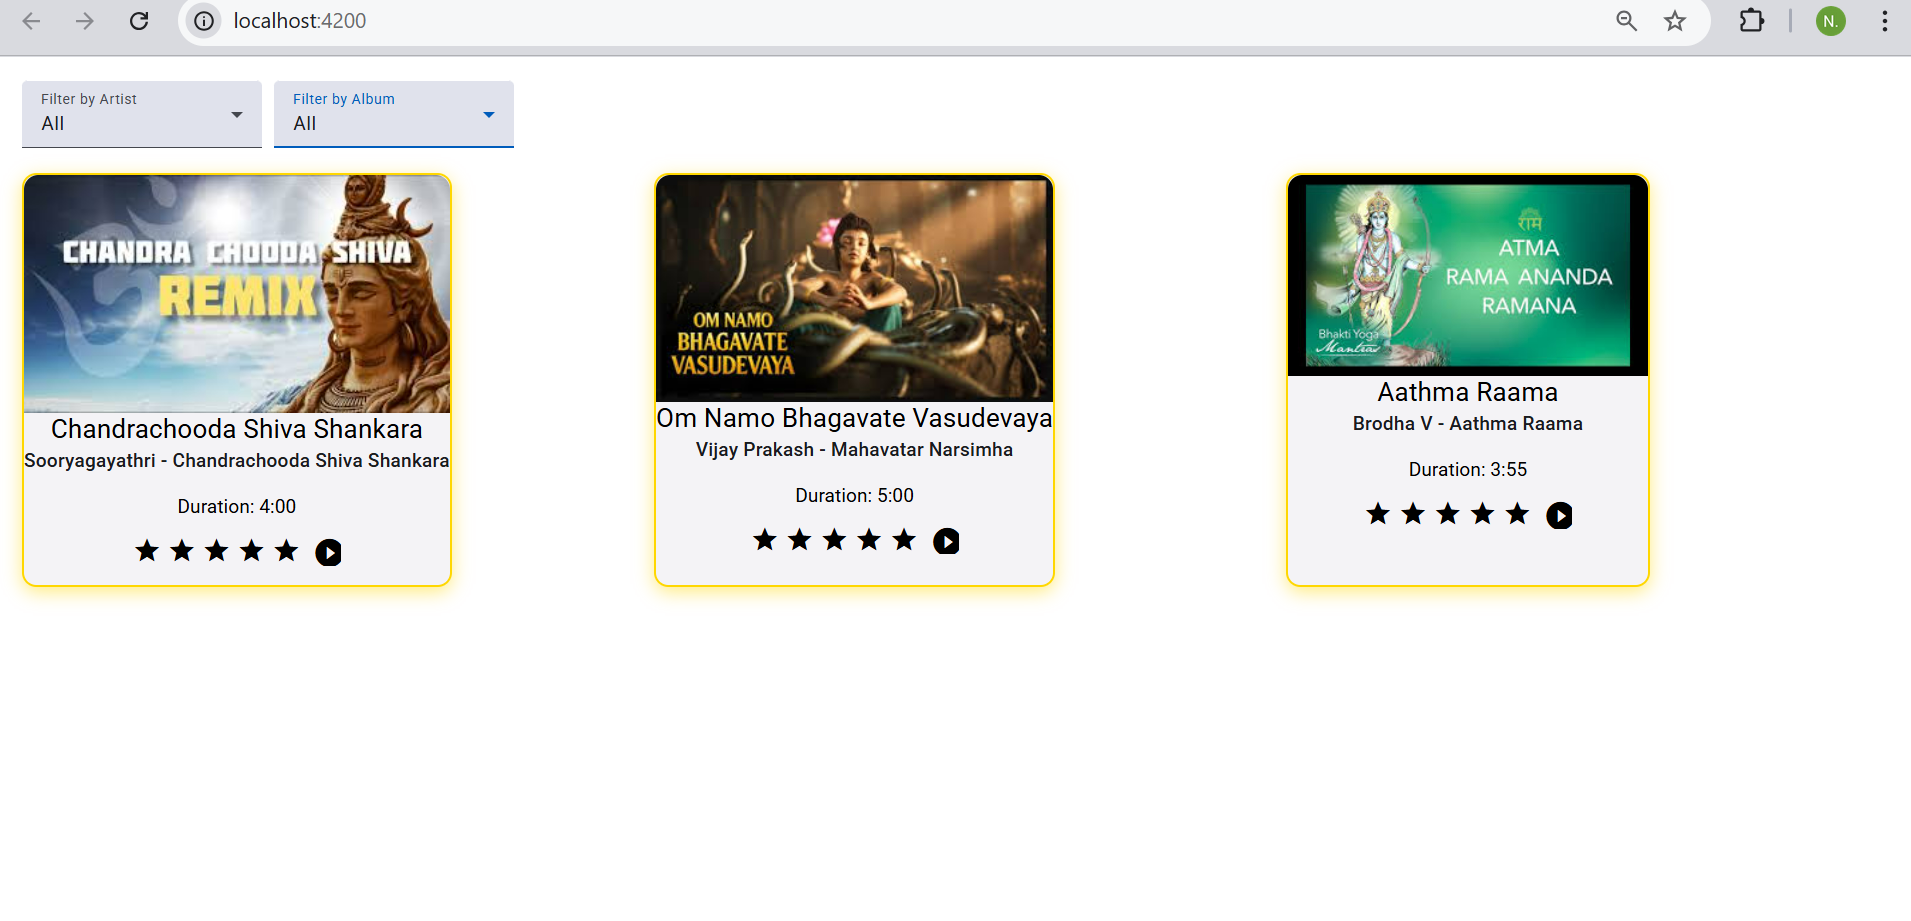 localhost:4200
N.
Filter by Artist
All
Filter by Album
All
CHANDRA CHOODA SHIVA
REMIX
Chandrachooda Shiva Shankara
Sooryagayathri - Chandrachooda Shiva Shankara
Duration: 4:00
OM NAMO
BHAGAVATE
VASUDEVAYA
Om Namo Bhagavate Vasudevaya
Vijay Prakash - Mahavatar Narsimha
Duration: 5:00
राम
ATMA
RAMA ANANDA
RAMANA
Bhakti Yoga
Mantras
Aathma Raama
Brodha V - Aathma Raama
Duration: 3:55